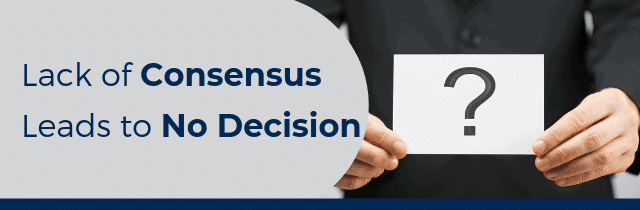 Lack of Consensus
Leads to No Decision
?